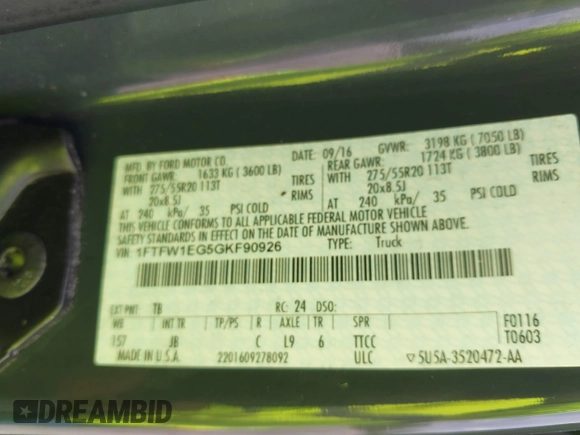 MFD. BY FORD MOTOR CO.
DATE: 09/16 GVWR: 3198 KG ( 7050 LB)
FRONT GAWR: 1633 KG ( 3600 LB)
REAR GAWR: 1724 KG ( 3800 LB)
WITH 275/55R20 113T TIRES
WITH 275/55R20 113T TIRES
20x8.5J RIMS
20x8.5J RIMS
AT 240 kPa/ 35 PSI COLD
AT 240 kPa/ 35 PSI COLD
THIS VEHICLE CONFORMS TO ALL APPLICABLE FEDERAL MOTOR VEHICLE
SAFETY STANDARDS IN EFFECT ON THE DATE OF MANUFACTURE SHOWN ABOVE.
VIN: 1FTFW1EG5GKF90926 TYPE: Truck
EXT PNT: TB RC: 24 DSO:
WB INT TR TP/PS R AXLE TR SPR F0116
157 JB C L9 6 TTCC T0603
MADE IN U.S.A. 2201609278092 ULC ▽5U5A-3520472-AA
DREAMBID